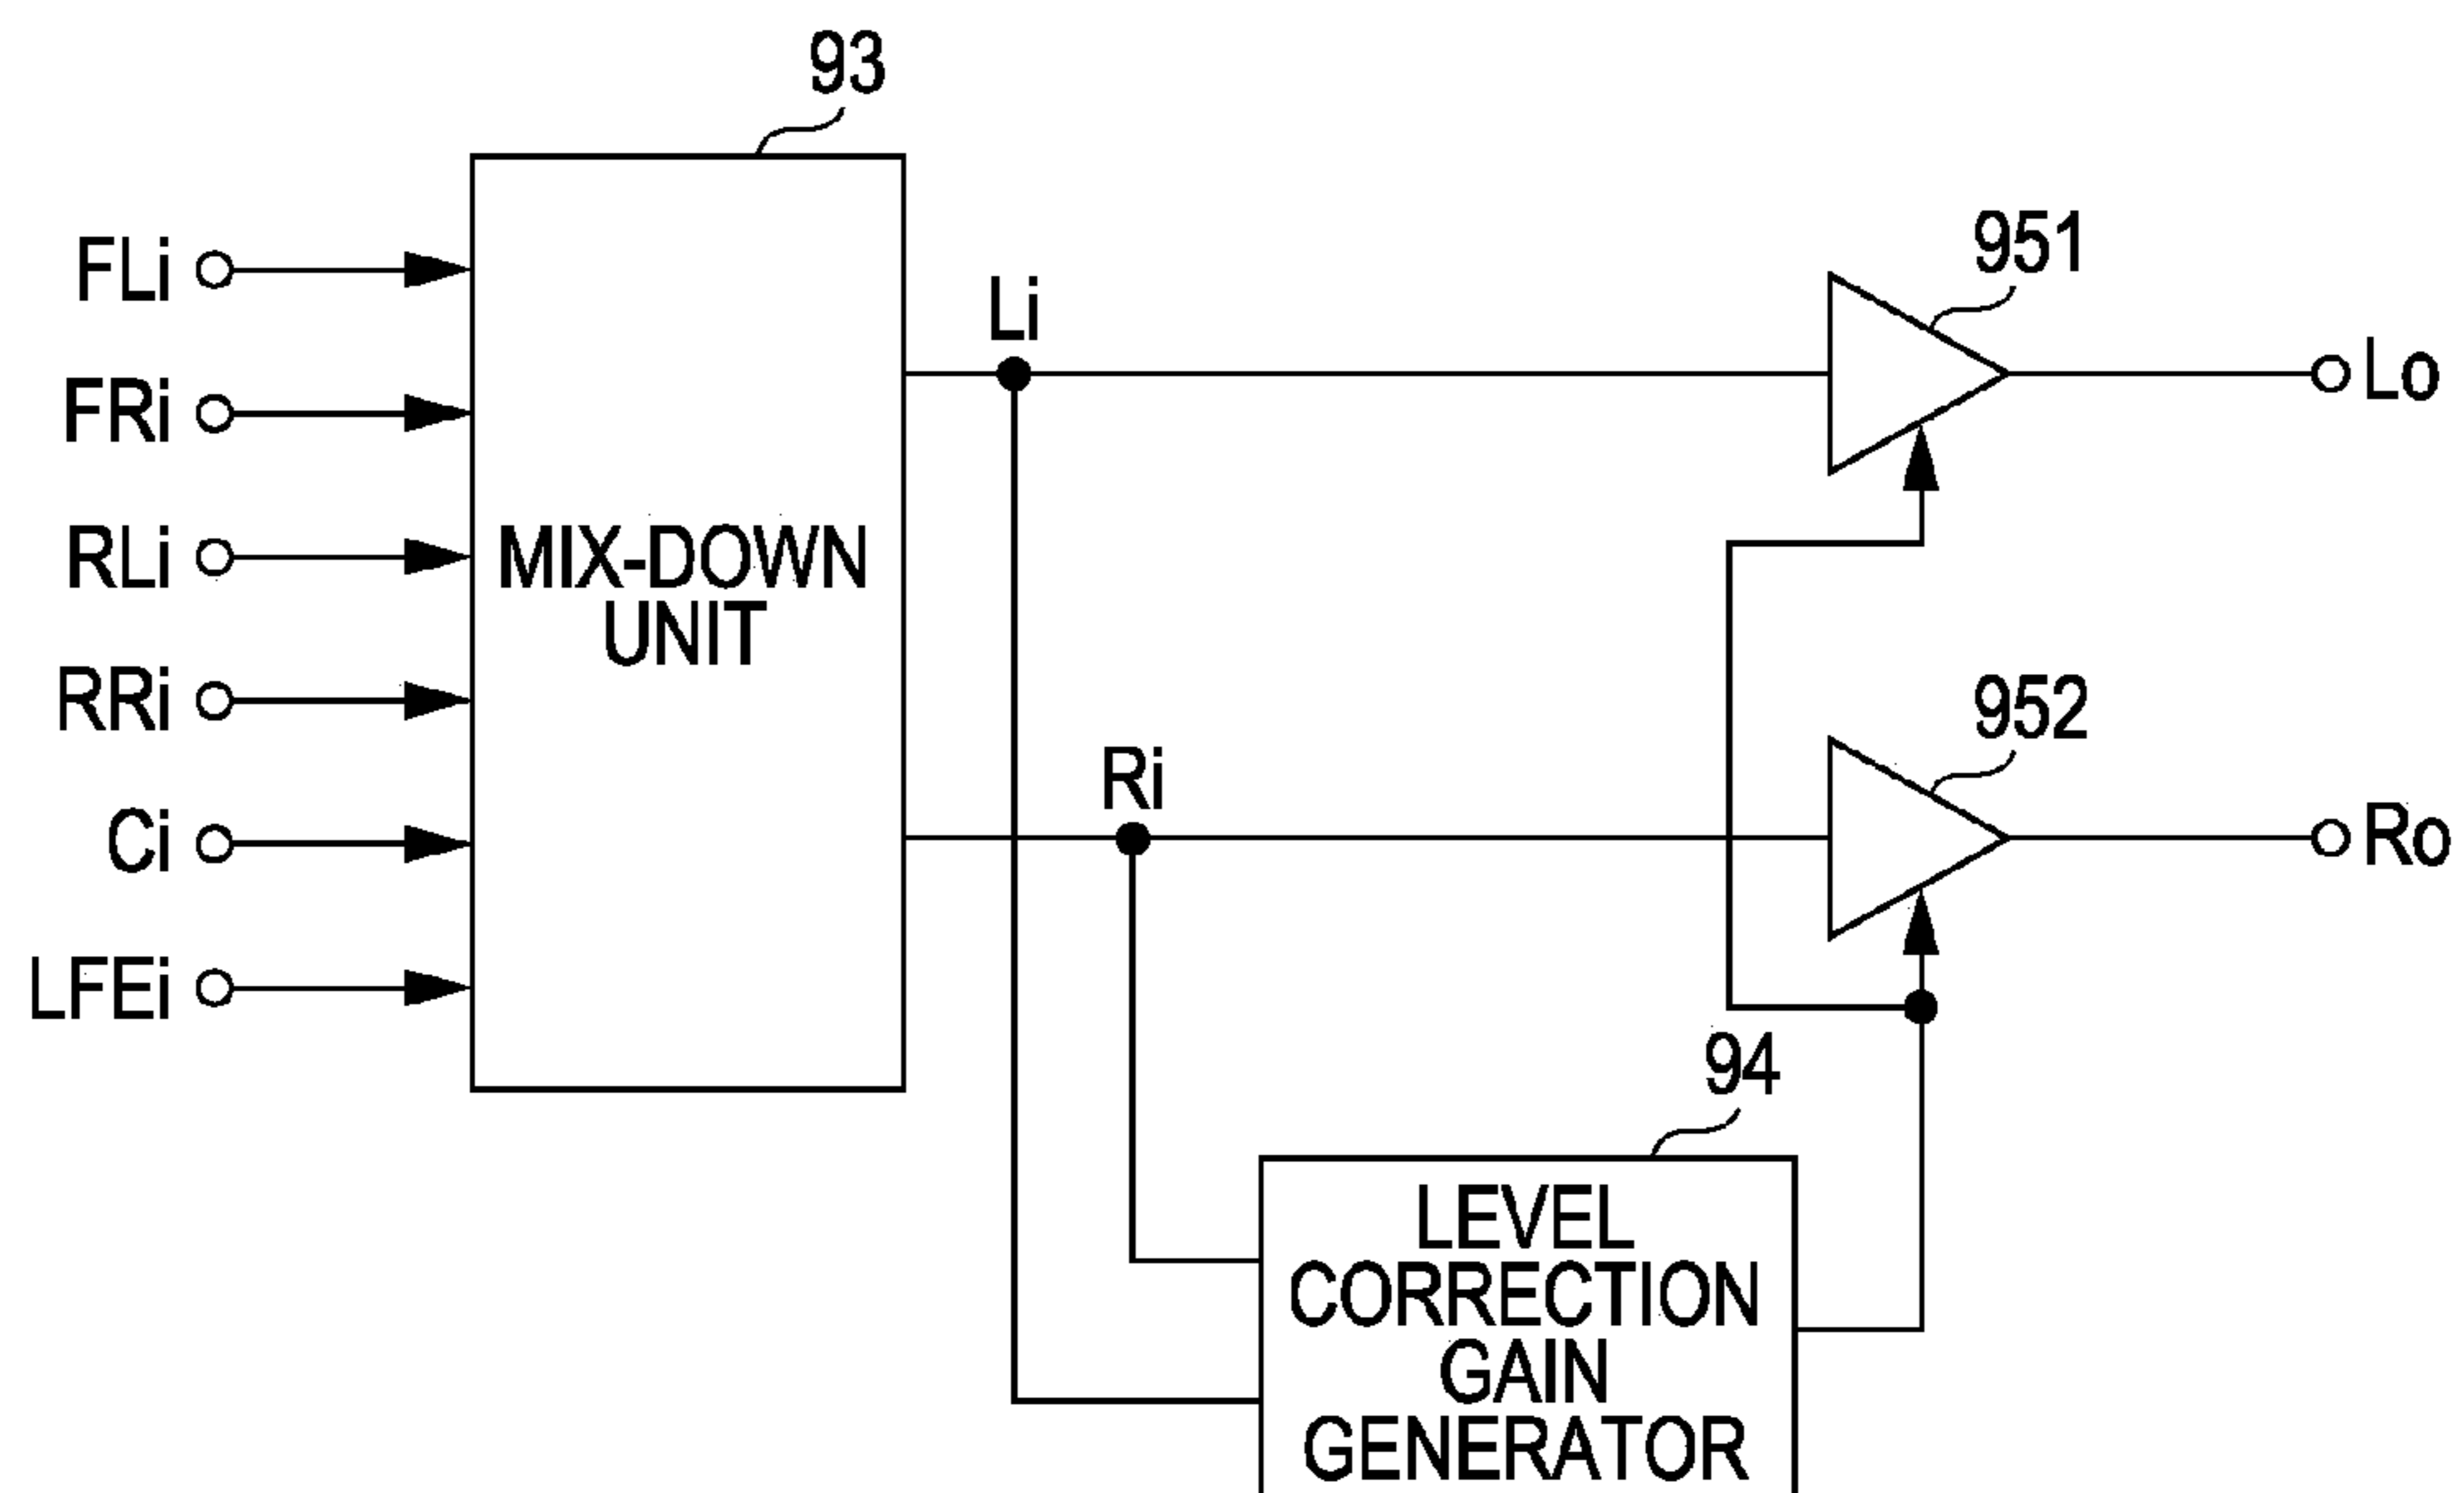 93
951
FLi
Li
Lo
FRi
RLi
MIX-DOWN
UNIT
RRi
952
Ri
Ci
Ro
LFEi
94
LEVEL
CORRECTION
GAIN
GENERATOR